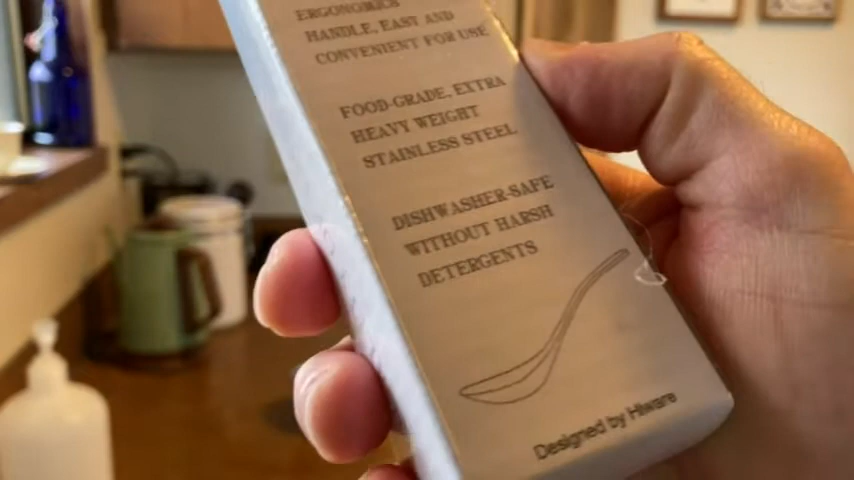 ERGONOMICS
HANDLE, EASY AND
CONVENIENT FOR USE
FOOD-GRADE, EXTRA
HEAVY WEIGHT
STAINLESS STEEL
DISHWASHER-SAFE
WITHOUT HARSH
DETERGENTS
Designed by Hiware